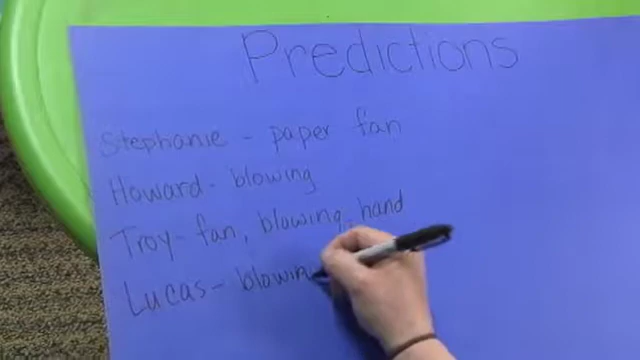 Predictions
Stephanie - paper fan
Howard - blowing
Troy - fan, blowing, hand
Lucas - blowin